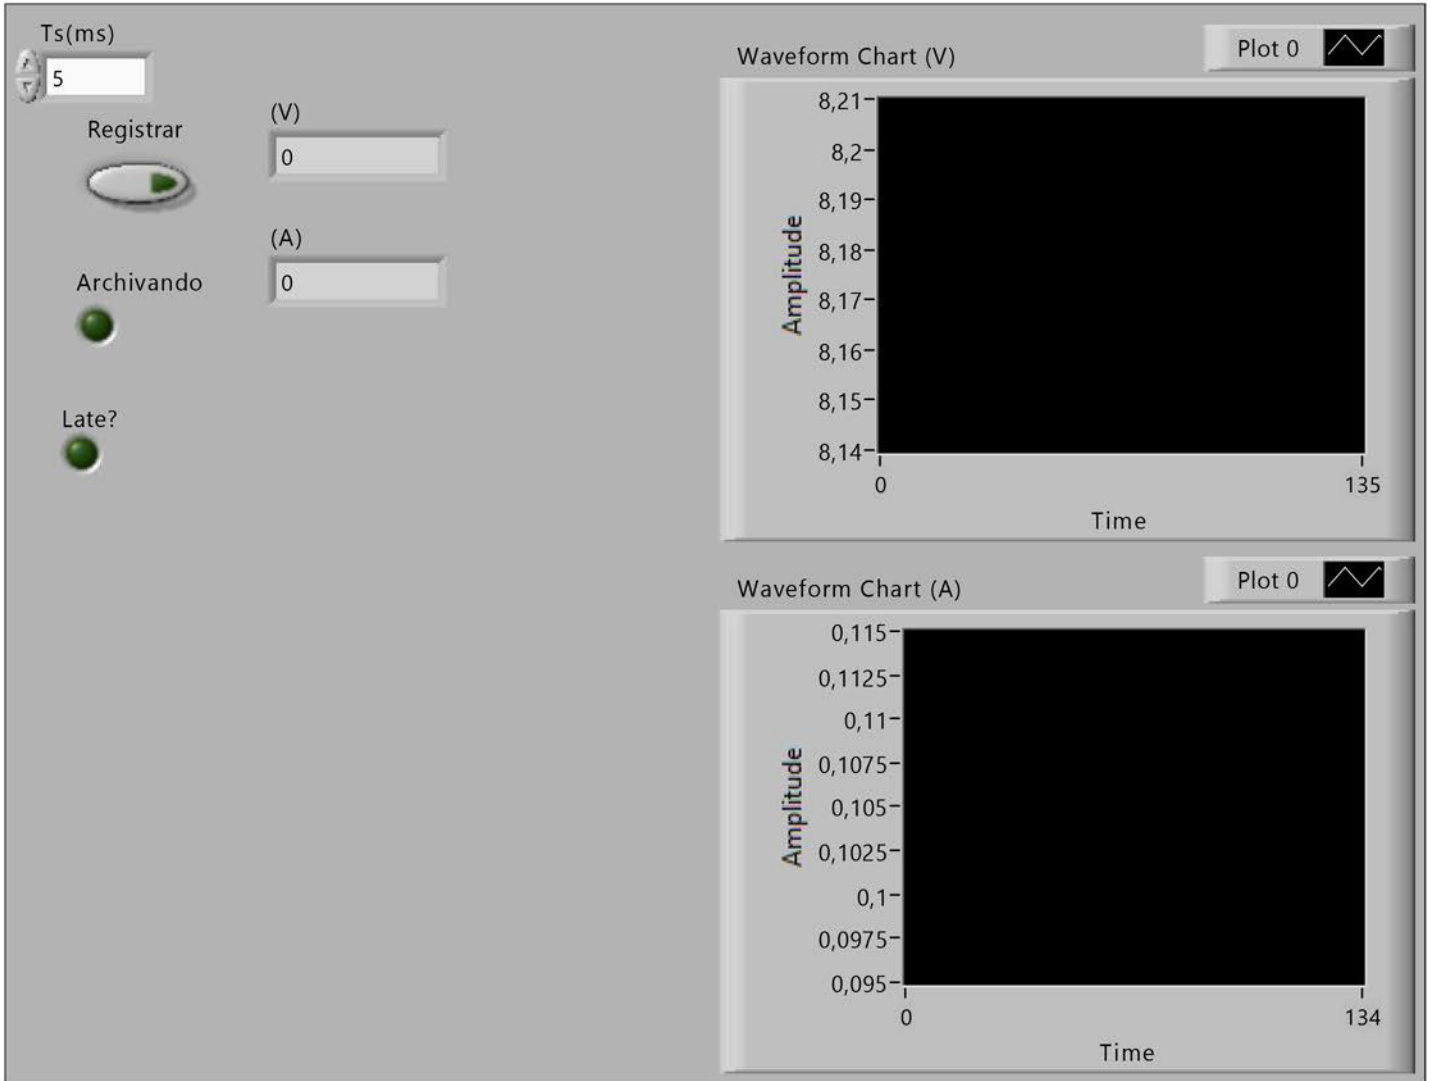 Ts(ms)
5
Registrar
(V)
0
(A)
0
Archivando
Late?
Waveform Chart (V)
Plot 0
8,21
8,2
8,19
8,18
8,17
8,16
8,15
8,14
Amplitude
0
135
Time
Waveform Chart (A)
Plot 0
0,115
0,1125
0,11
0,1075
0,105
0,1025
0,1
0,0975
0,095
Amplitude
0
134
Time